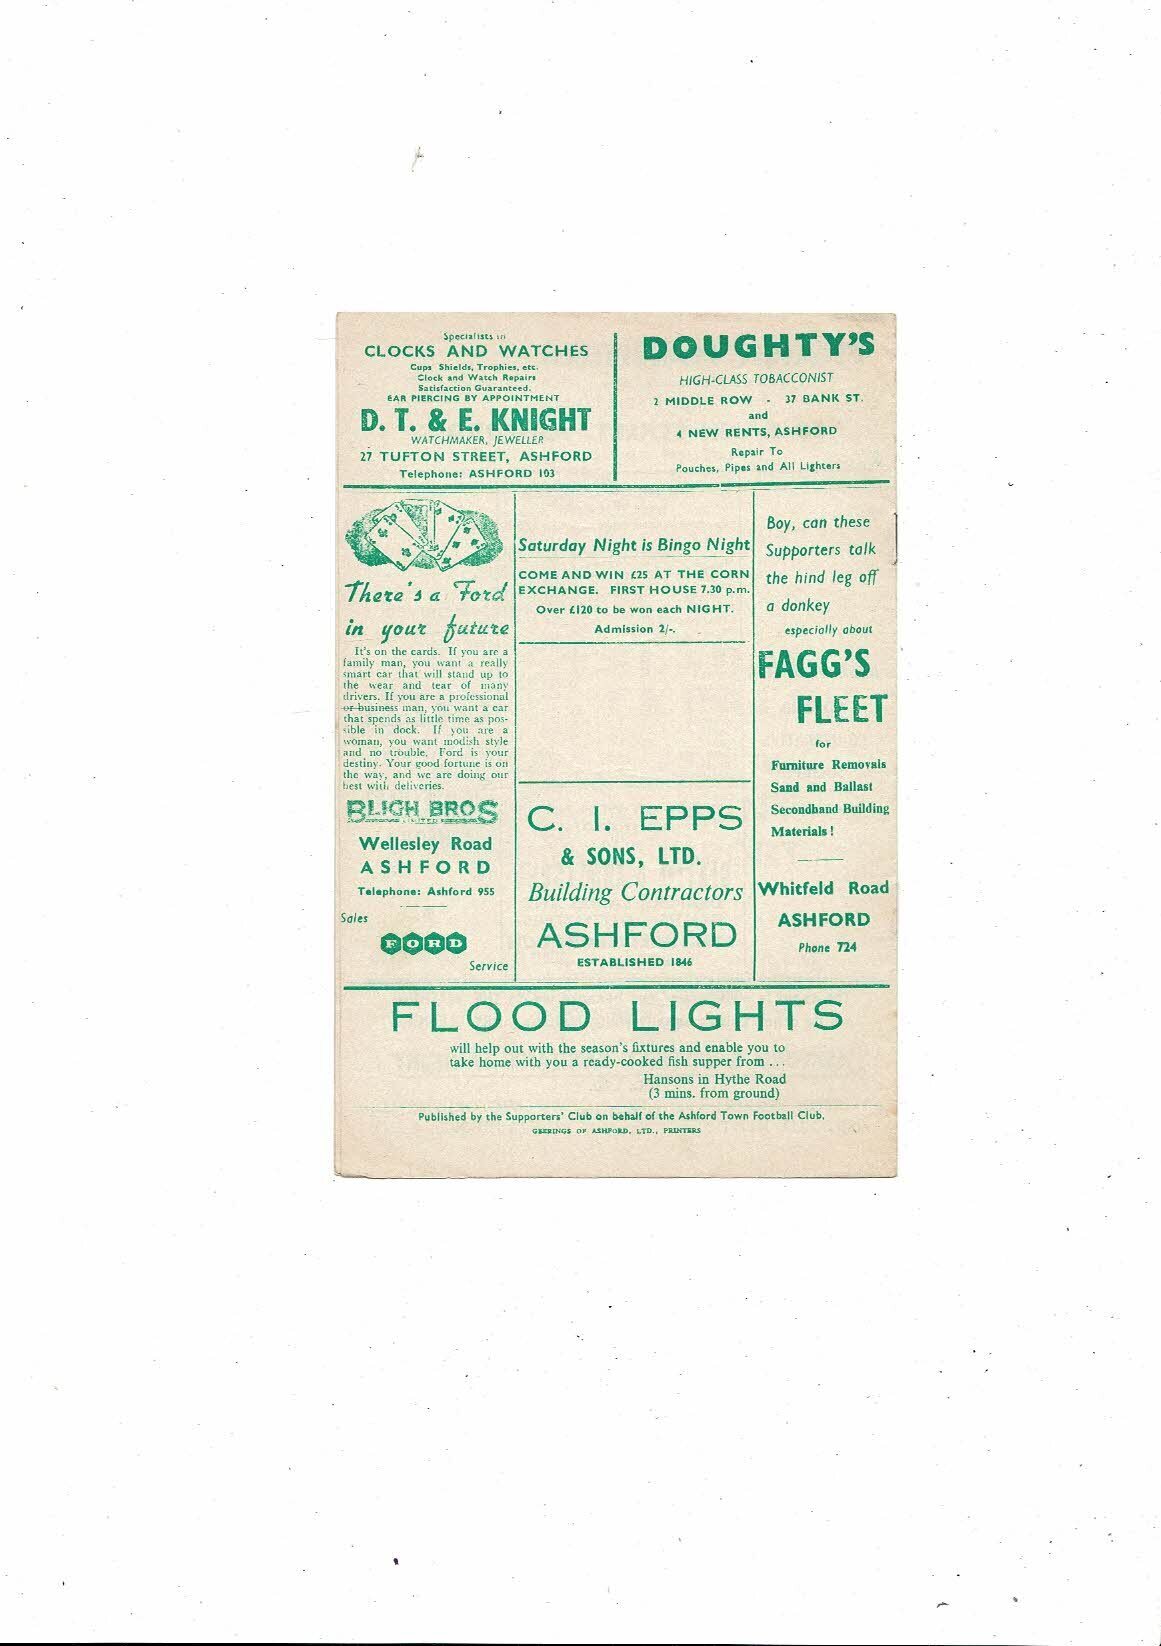 Specialists in
CLOCKS AND WATCHES
Cups Shields, Trophies, etc.
Clock and Watch Repairs
Satisfaction Guaranteed.
EAR PIERCING BY APPOINTMENT
D. T. & E. KNIGHT
WATCHMAKER, JEWELLER
27 TUFTON STREET, ASHFORD
Telephone: ASHFORD 103
DOUGHTY'S
HIGH-CLASS TOBACCONIST
2 MIDDLE ROW - 37 BANK ST.
and
4 NEW RENTS, ASHFORD
Repair To
Pouches, Pipes and All Lighters
There's a Ford
in your future
It's on the cards. If you are a
family man, you want a really
smart car that will stand up to
the wear and tear of many
drivers. If you are a professional
or business man, you want a car
that spends as little time as pos-
sible in dock. If you are a
woman, you want modish style
and no trouble. Ford is your
destiny. Your good fortune is on
the way, and we are doing our
best with deliveries.
BLIGH BROS
LIMITED
Wellesley Road
ASHFORD
Telephone: Ashford 955
Sales
FORD
Service
Saturday Night is Bingo Night
COME AND WIN £25 AT THE CORN
EXCHANGE. FIRST HOUSE 7.30 p.m.
Over £120 to be won each NIGHT.
Admission 2/-.
C. I. EPPS
& SONS, LTD.
Building Contractors
ASHFORD
ESTABLISHED 1846
Boy, can these
Supporters talk
the hind leg off
a donkey
especially about
FAGG'S
FLEET
for
Furniture Removals
Sand and Ballast
Secondhand Building
Materials!
Whitfeld Road
ASHFORD
Phone 724
FLOOD LIGHTS
will help out with the season's fixtures and enable you to
take home with you a ready-cooked fish supper from ...
Hansons in Hythe Road
(3 mins. from ground)
Published by the Supporters' Club on behalf of the Ashford Town Football Club.
GEERINGS OF ASHFORD, LTD., PRINTERS